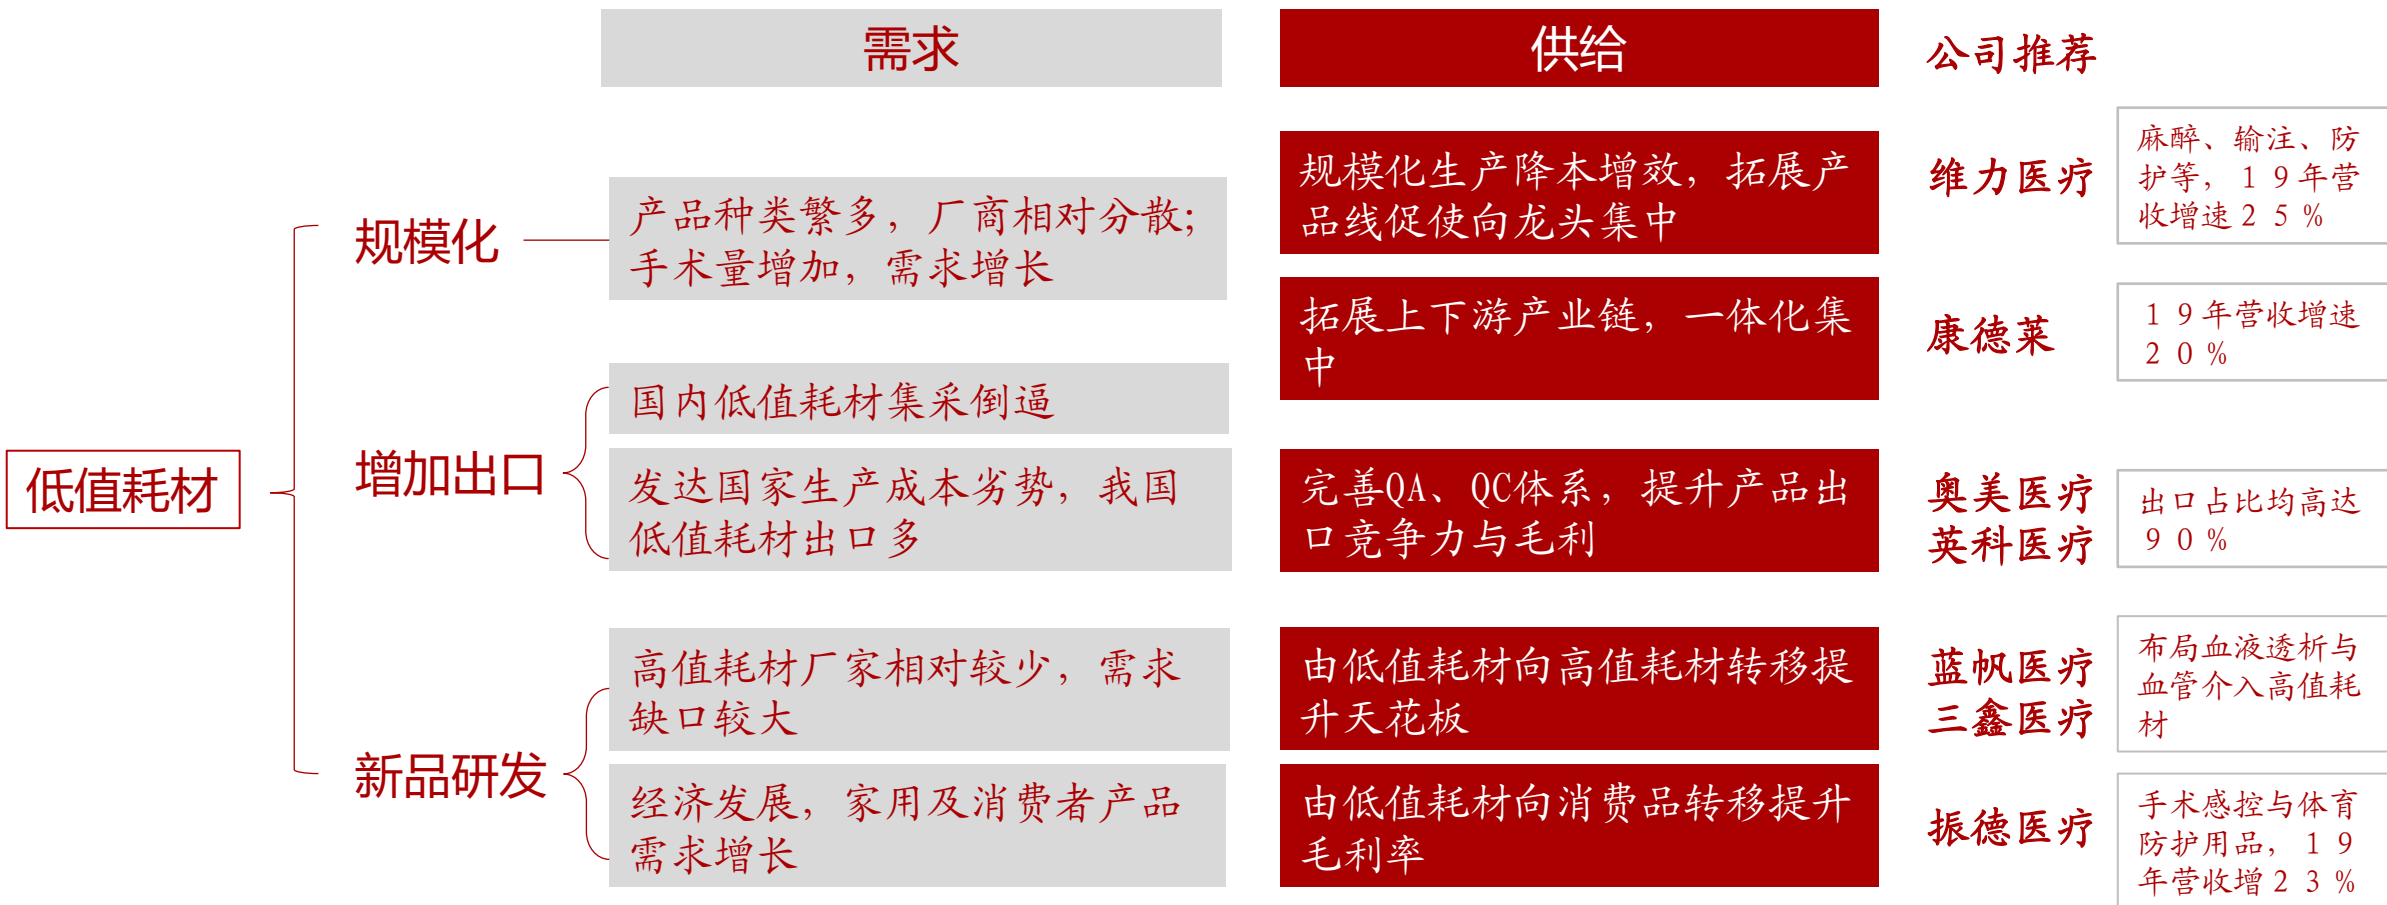 需求
供给
公司推荐
低值耗材
规模化
产品种类繁多，厂商相对分散;
手术量增加，需求增长
规模化生产降本增效，拓展产
品线促使向龙头集中
维力医疗
麻醉、输注、防
护等，19年营
收增速25%
拓展上下游产业链，一体化集
中
康德莱
19年营收增速
20%
增加出口
国内低值耗材集采倒逼
发达国家生产成本劣势，我国
低值耗材出口多
完善QA、QC体系，提升产品出
口竞争力与毛利
奥美医疗
英科医疗
出口占比均高达
90%
新品研发
高值耗材厂家相对较少，需求
缺口较大
由低值耗材向高值耗材转移提
升天花板
蓝帆医疗
三鑫医疗
布局血液透析与
血管介入高值耗
材
经济发展，家用及消费者产品
需求增长
由低值耗材向消费品转移提升
毛利率
振德医疗
手术感控与体育
防护用品，19
年营收增23%